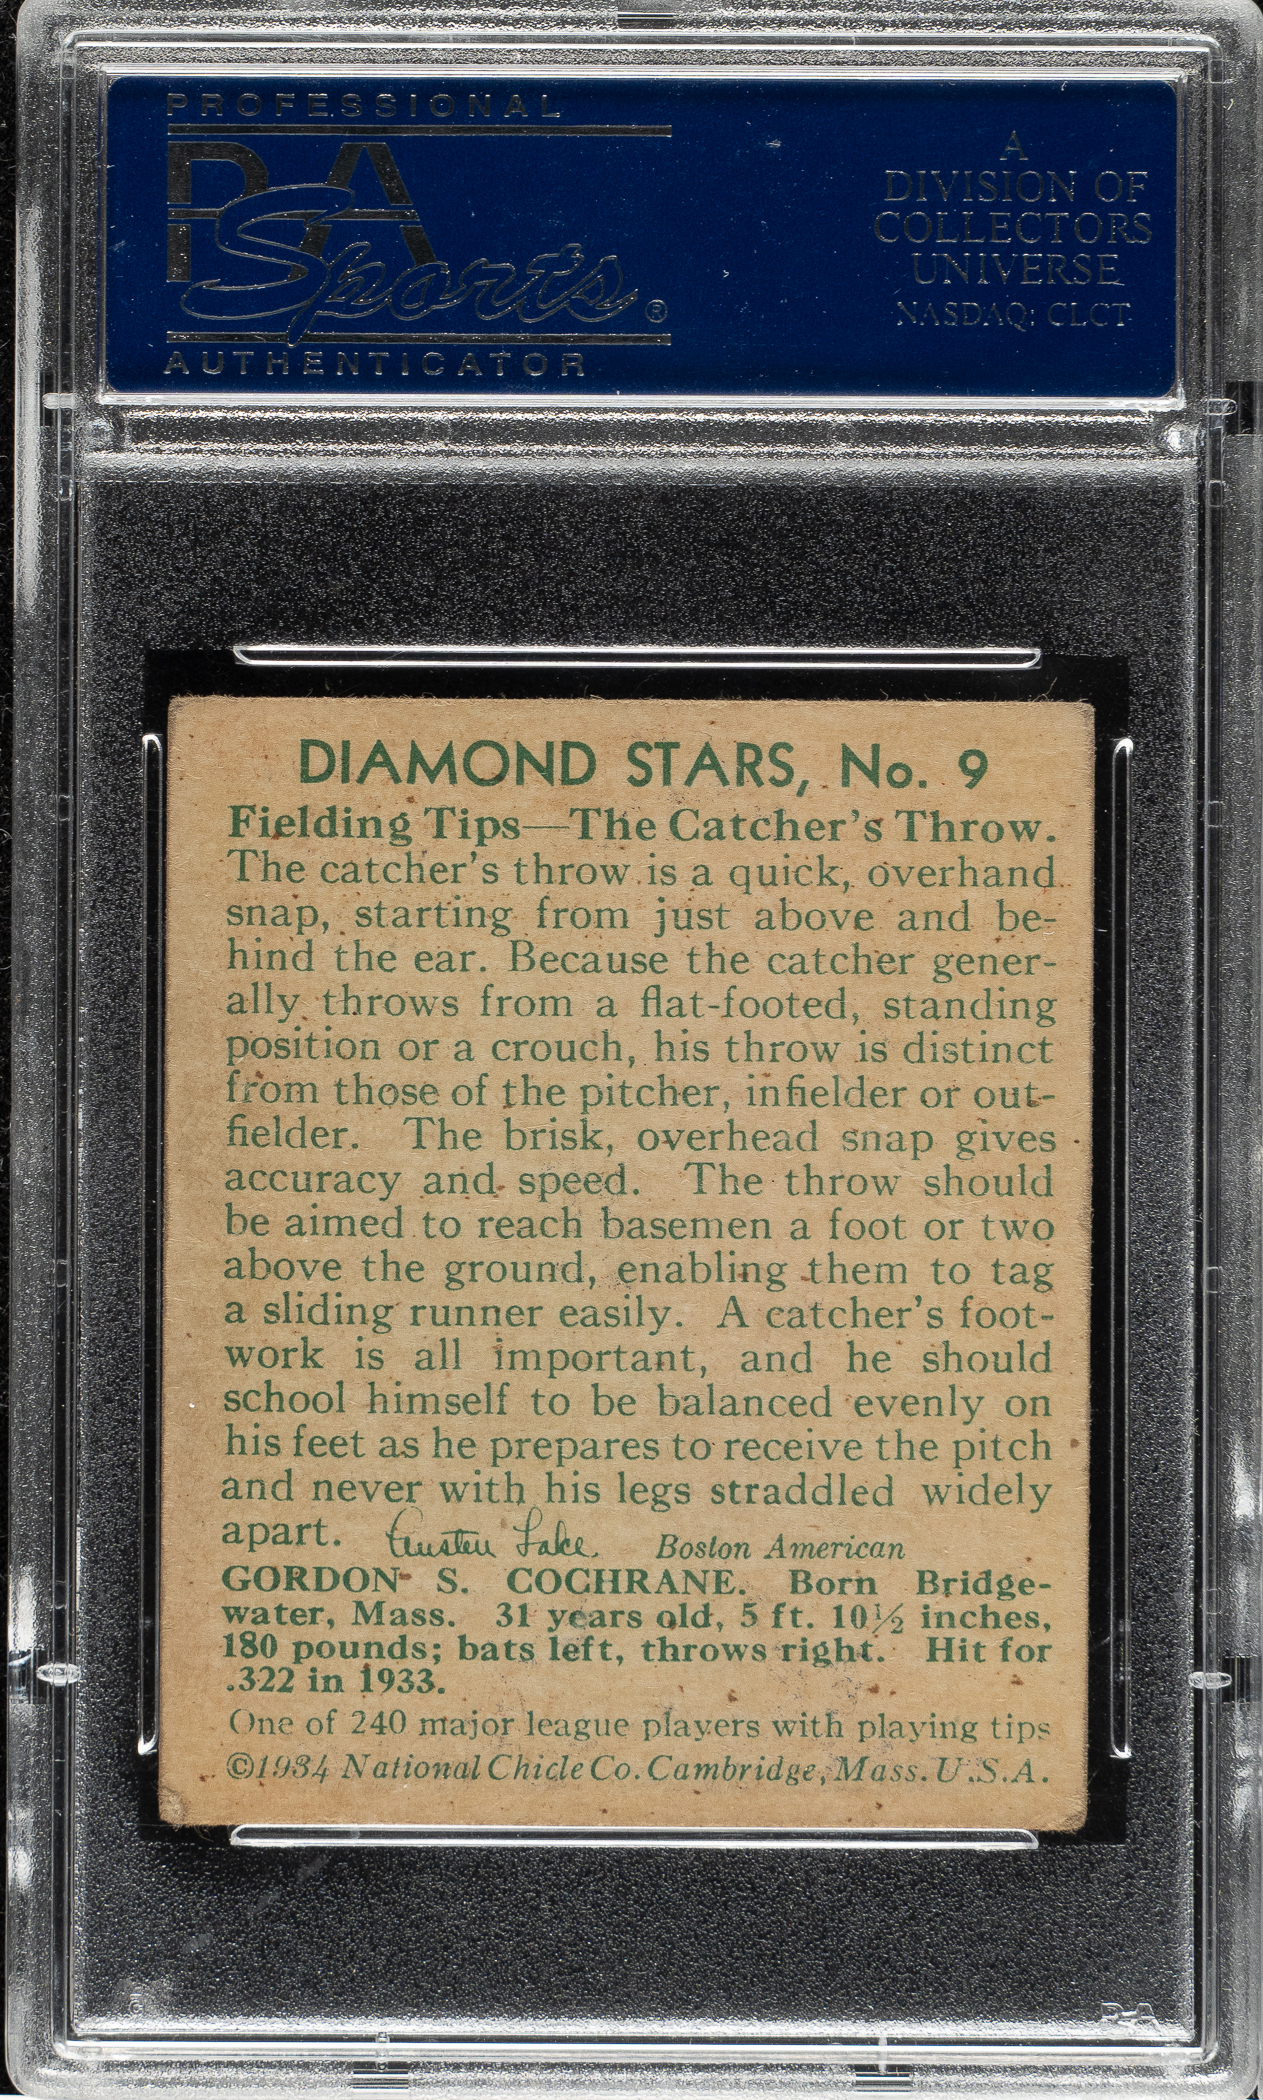 PROFESSIONAL
PSA
Sports®
AUTHENTICATOR
A
DIVISION OF
COLLECTORS
UNIVERSE
NASDAQ: CLCT
DIAMOND STARS, No. 9
Fielding Tips—The Catcher's Throw.
The catcher's throw is a quick, overhand
snap, starting from just above and be-
hind the ear. Because the catcher gener-
ally throws from a flat-footed, standing
position or a crouch, his throw is distinct
from those of the pitcher, infielder or out-
fielder. The brisk, overhead snap gives
accuracy and speed. The throw should
be aimed to reach basemen a foot or two
above the ground, enabling them to tag
a sliding runner easily. A catcher's foot-
work is all important, and he should
school himself to be balanced evenly on
his feet as he prepares to receive the pitch
and never with his legs straddled widely
apart. Austen Lake. Boston American
GORDON S. COCHRANE. Born Bridge-
water, Mass. 31 years old, 5 ft. 10½ inches,
180 pounds; bats left, throws right. Hit for
.322 in 1933.
One of 240 major league players with playing tips
©1934 National Chicle Co. Cambridge, Mass. U.S.A.
PSA